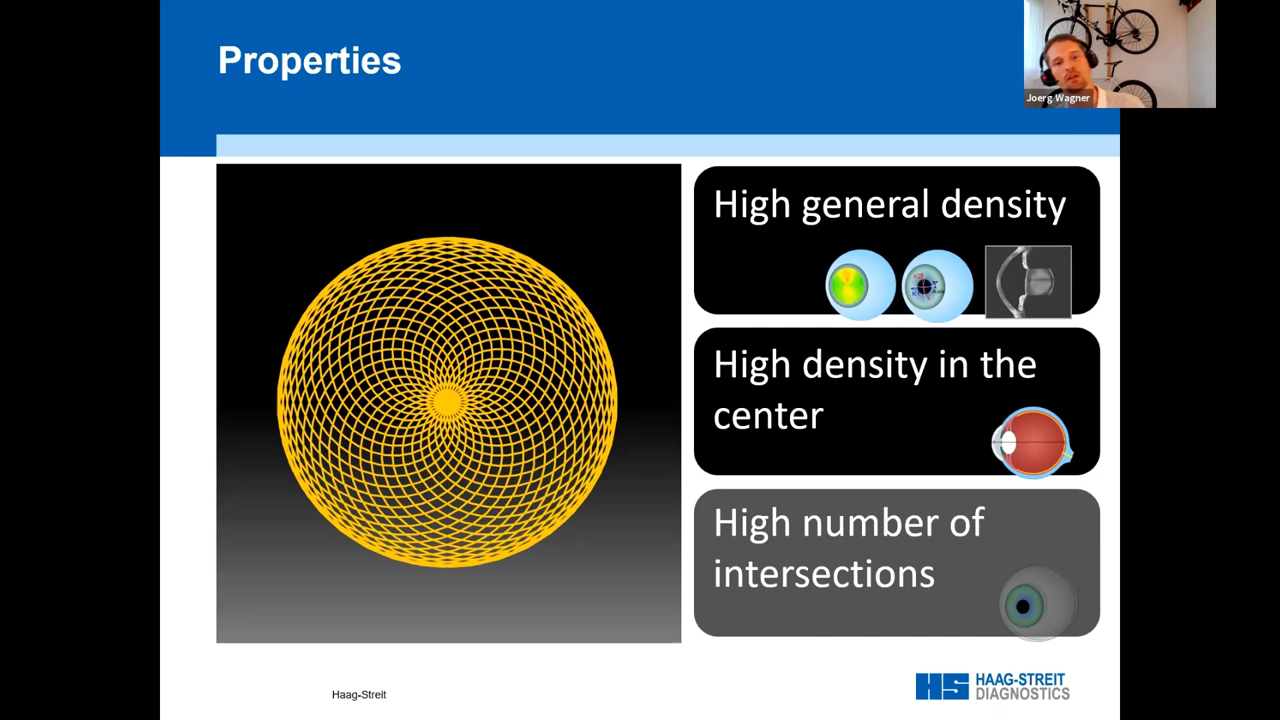 Properties
Joerg Wagner
High general density
High density in the
center
High number of
intersections
Haag-Streit
HS HAAG-STREIT
DIAGNOSTICS